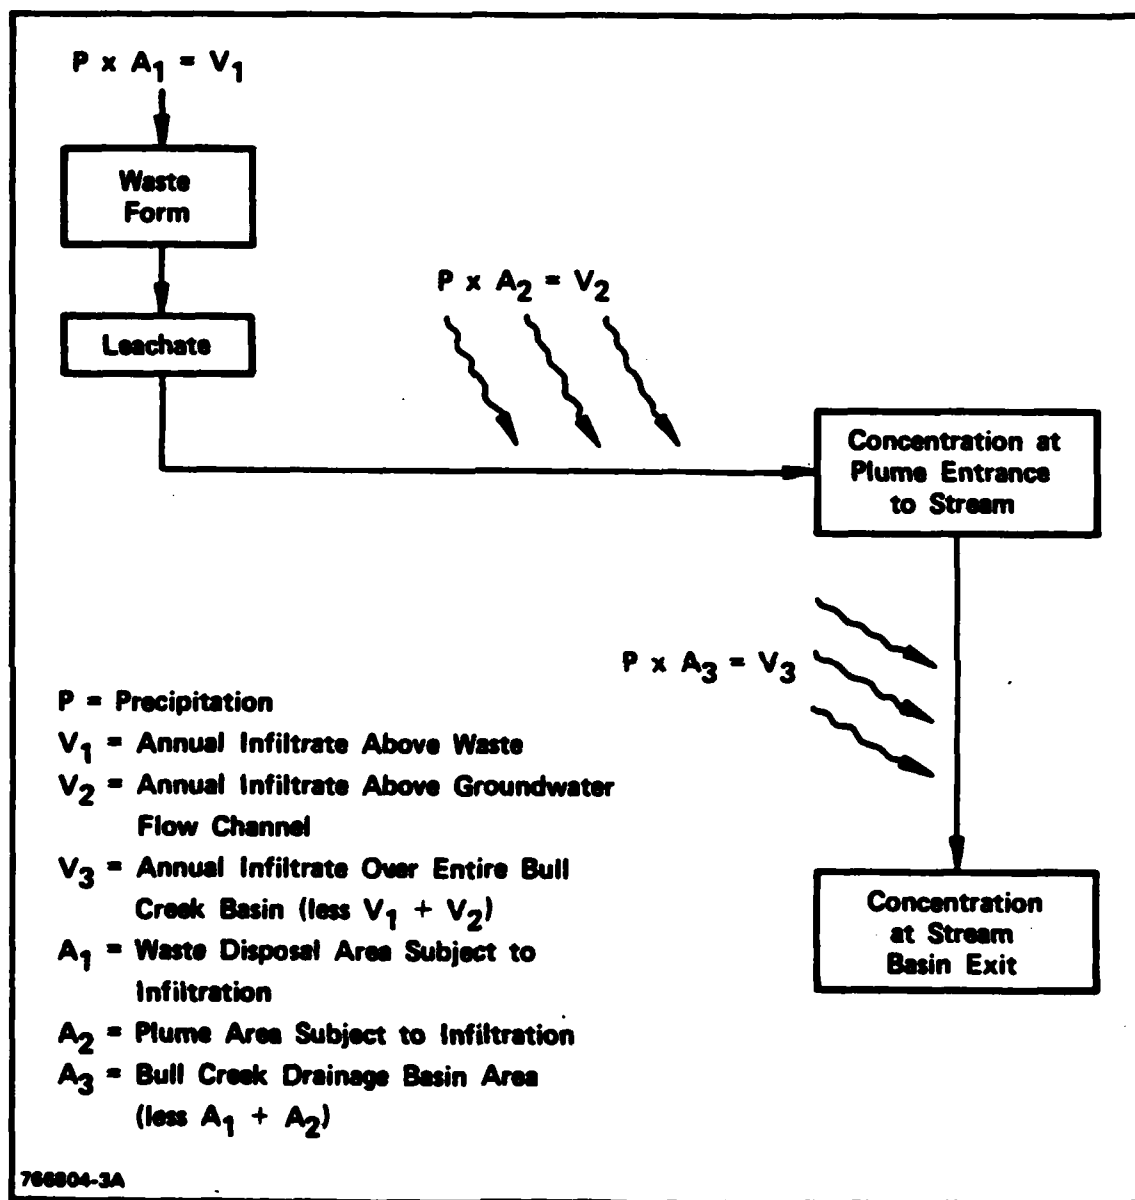 P x A₁ = V₁
Waste
Form
Leachate
P x A₂ = V₂
Concentration at
Plume Entrance
to Stream
P x A₃ = V₃
P = Precipitation
V₁ = Annual Infiltrate Above Waste
V₂ = Annual Infiltrate Above Groundwater
Flow Channel
V₃ = Annual Infiltrate Over Entire Bull
Creek Basin (less V₁ + V₂)
A₁ = Waste Disposal Area Subject to
Infiltration
A₂ = Plume Area Subject to Infiltration
A₃ = Bull Creek Drainage Basin Area
(less A₁ + A₂)
Concentration
at Stream
Basin Exit
766804-3A